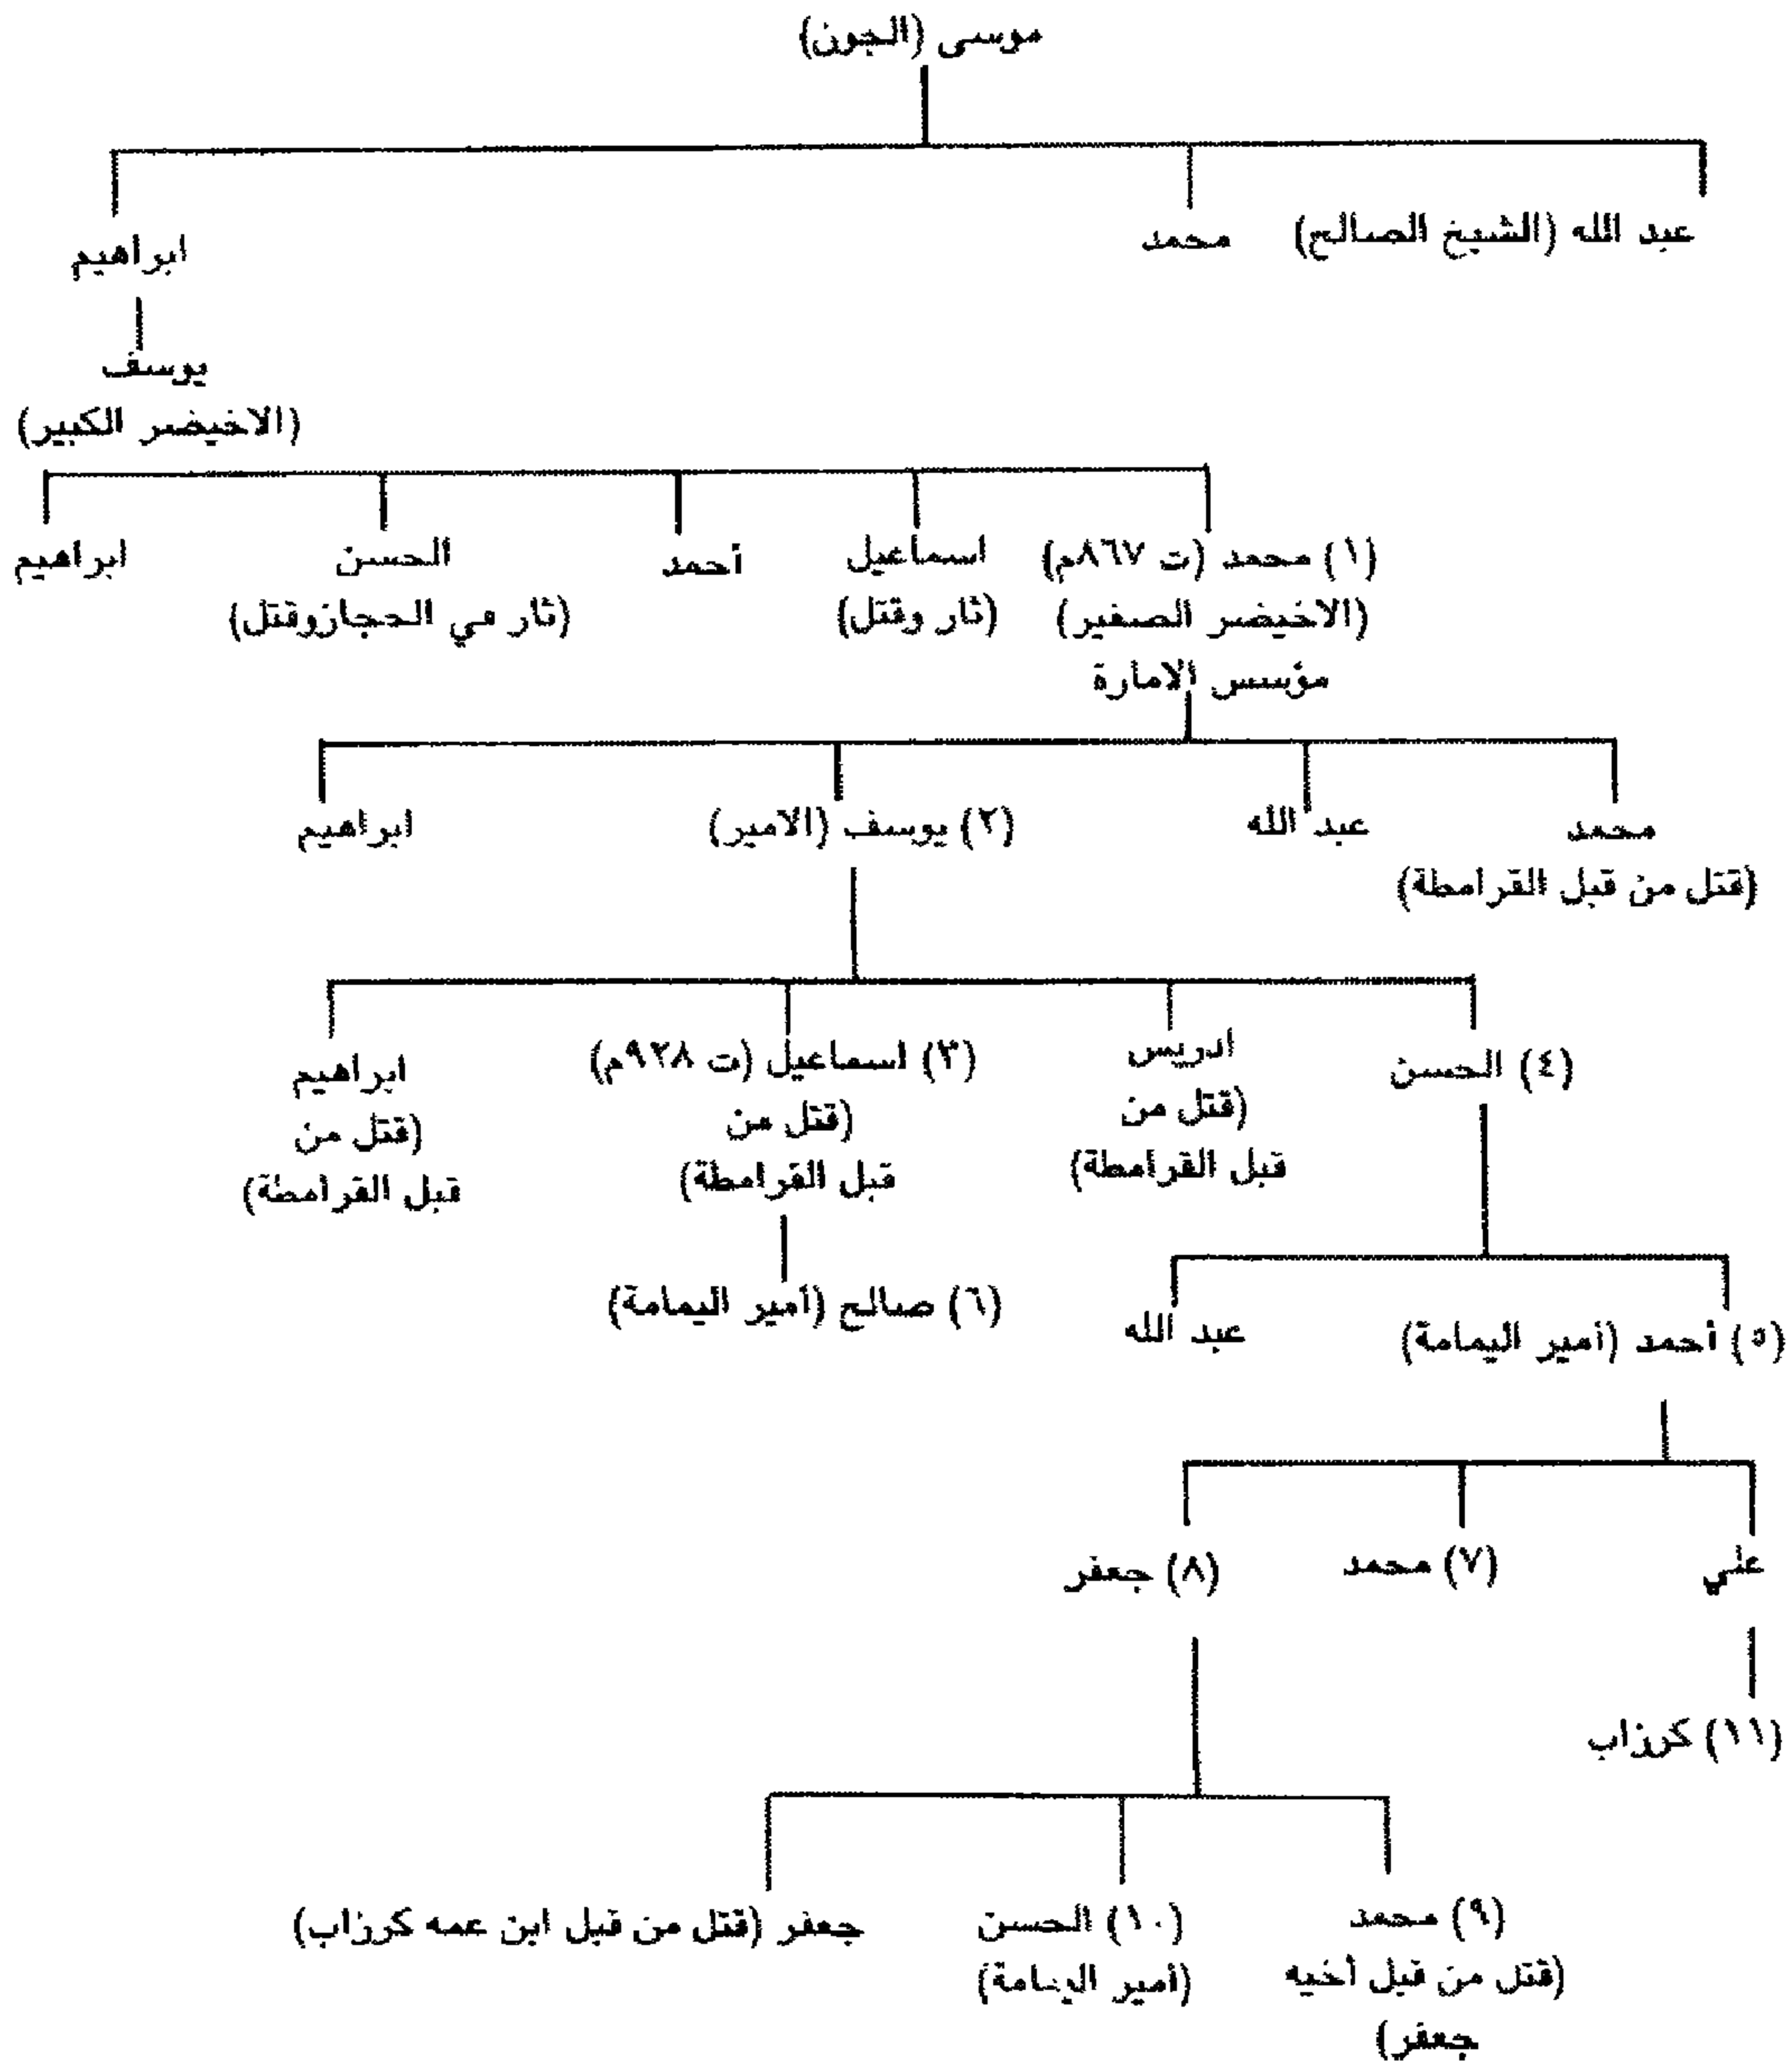 موسى (الجون)
عبد الله (الشيخ الصالح)
محمد
ابراهيم
يوسف
(الاخيضر الكبير)
(١) محمد (ت ٨٦٧م)
(الاخيضر الصغير)
مؤسس الامارة
اسماعيل
(ثار وقتل)
أحمد
الحسن
(ثار في الحجاز وقتل)
ابراهيم
محمد
(قتل من قبل القرامطة)
عبد الله
(٢) يوسف (الامير)
ابراهيم
(٤) الحسن
ادريس
(قتل من
قبل القرامطة)
(٣) اسماعيل (ت ٩٢٨م)
(قتل من
قبل القرامطة)
ابراهيم
(قتل من
قبل القرامطة)
(٥) أحمد (أمير اليمامة)
عبد الله
(٦) صالح (أمير اليمامة)
علي
(٧) محمد
(٨) جعفر
(١١) كرزاب
(٩) محمد
(قتل من قبل أخيه
جعفر)
(١٠) الحسن
(أمير اليمامة)
جعفر (قتل من قبل ابن عمه كرزاب)